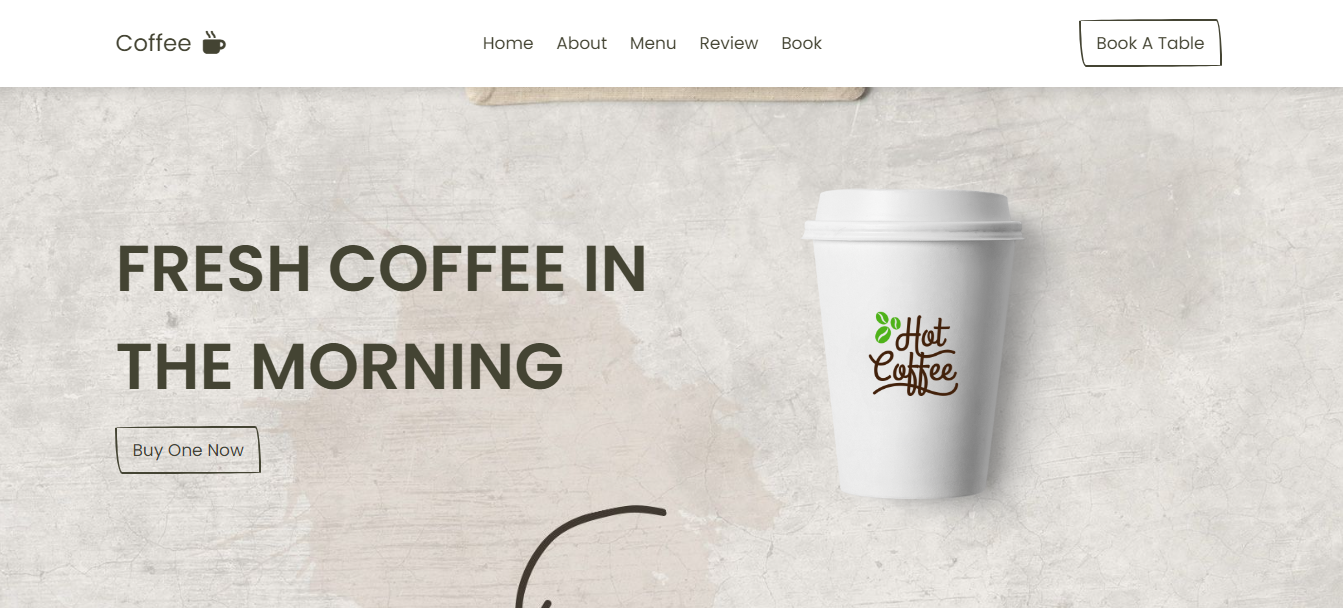 Coffee
Home About Menu Review Book
Book A Table
FRESH COFFEE IN
THE MORNING
Buy One Now
Hot
Coffee